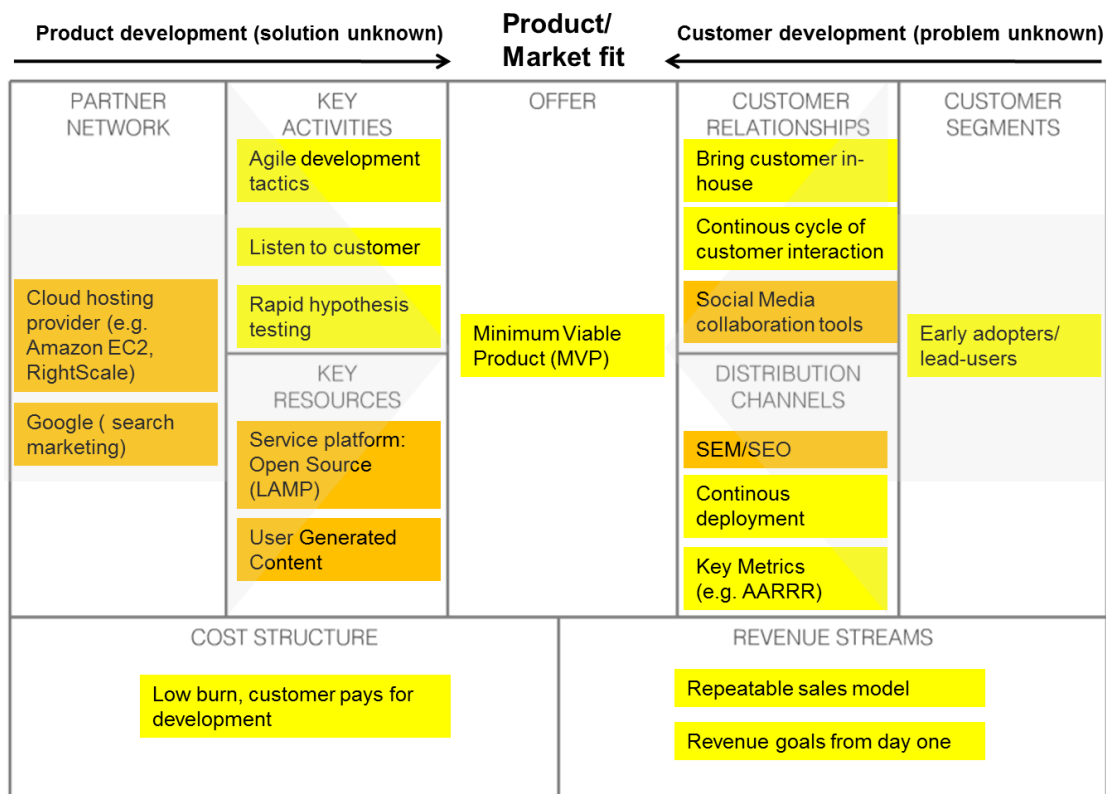 Product development (solution unknown)
Product/
Market fit
Customer development (problem unknown)
PARTNER
NETWORK
Cloud hosting
provider (e.g.
Amazon EC2,
RightScale)
Google ( search
marketing)
KEY
ACTIVITIES
Agile development
tactics
Listen to customer
Rapid hypothesis
testing
KEY
RESOURCES
Service platform:
Open Source
(LAMP)
User Generated
Content
OFFER
Minimum Viable
Product (MVP)
CUSTOMER
RELATIONSHIPS
Bring customer in-
house
Continous cycle of
customer interaction
Social Media
collaboration tools
DISTRIBUTION
CHANNELS
SEM/SEO
Continous
deployment
Key Metrics
(e.g. AARRR)
CUSTOMER
SEGMENTS
Early adopters/
lead-users
COST STRUCTURE
Low burn, customer pays for
development
REVENUE STREAMS
Repeatable sales model
Revenue goals from day one